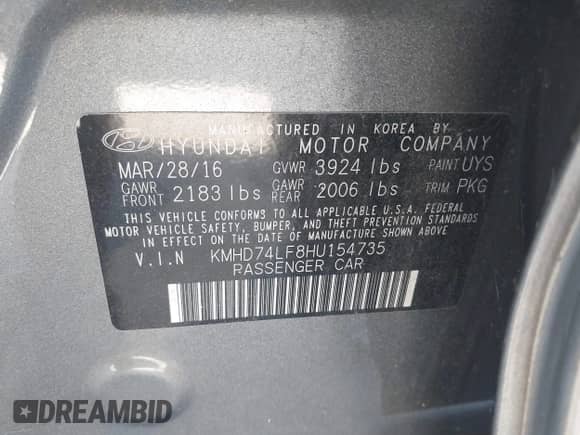 MANUFACTURED IN KOREA BY
HYUNDAI MOTOR COMPANY
MAR/28/16 GVWR 3924 lbs PAINT UYS
GAWR FRONT 2183 lbs GAWR REAR 2006 lbs TRIM PKG
THIS VEHICLE CONFORMS TO ALL APPLICABLE U.S.A. FEDERAL
MOTOR VEHICLE SAFETY, BUMPER, AND THEFT PREVENTION STANDARDS
IN EFFECT ON THE DATE OF MANUFACTURE SHOWN ABOVE.
V.I.N KMHD74LF8HU154735
PASSENGER CAR
DREAMBID